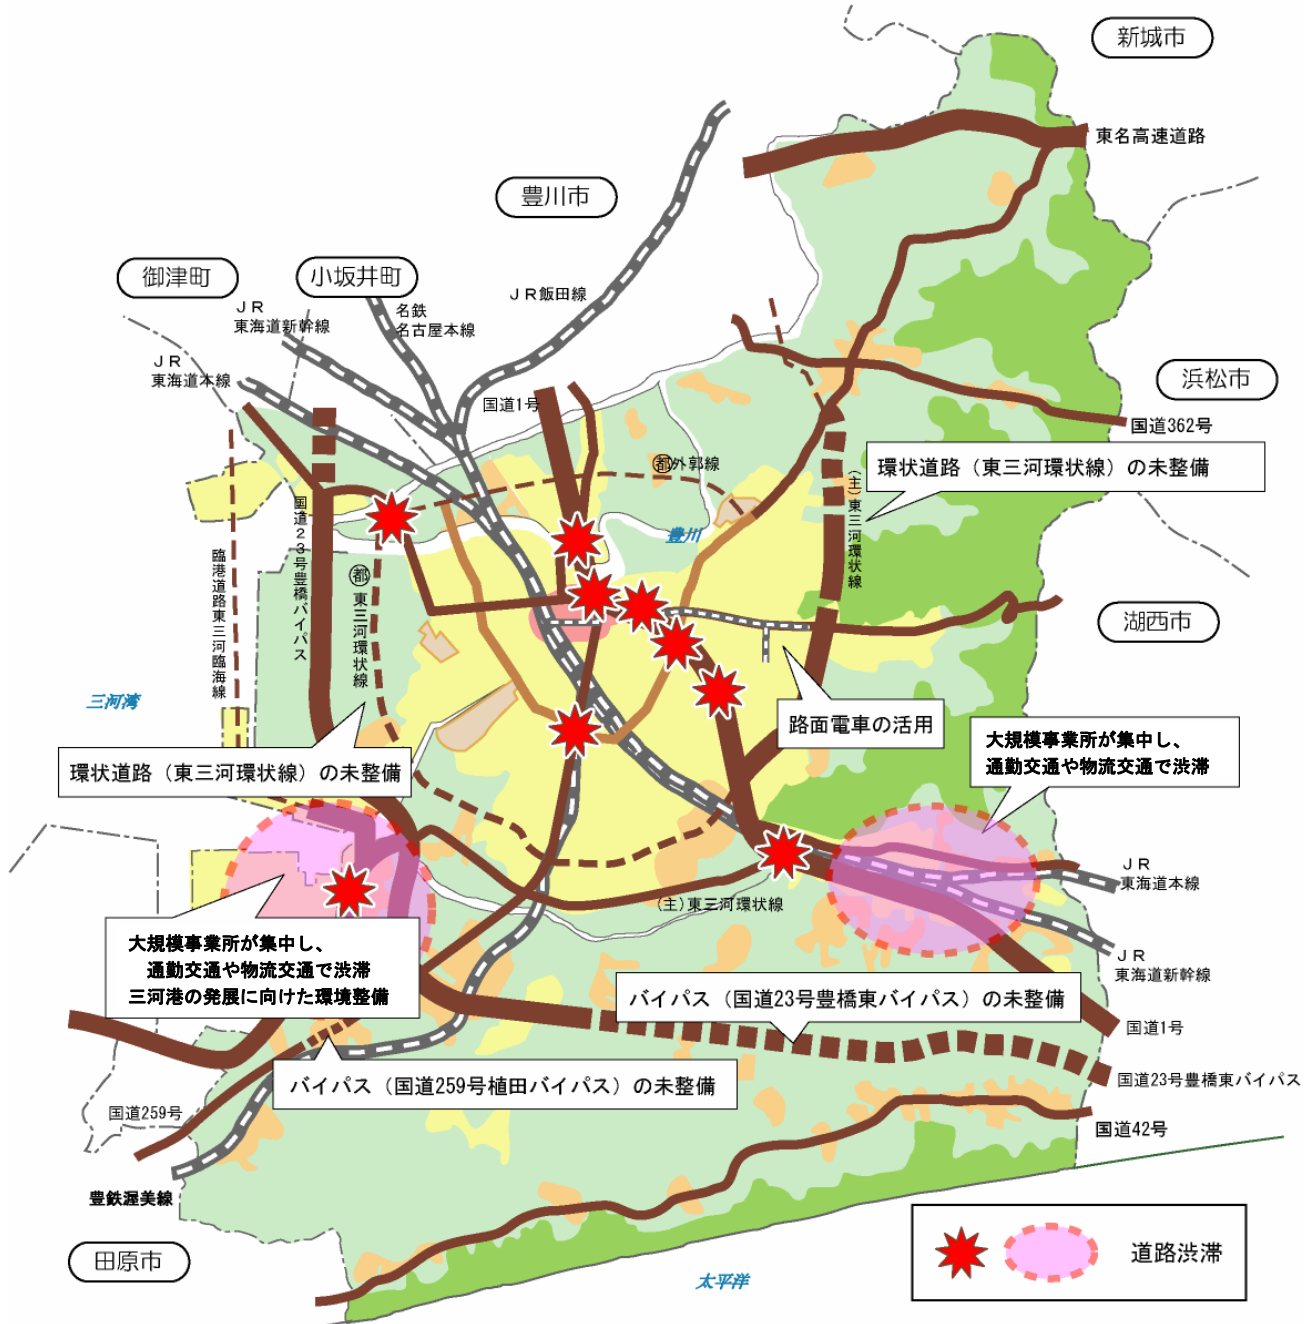 新城市
東名高速道路
豊川市
御津町
小坂井町
JR
東海道新幹線
名鉄
名古屋本線
JR飯田線
JR
東海道本線
国道1号
浜松市
国道362号
㊞外郭線
環状道路（東三河環状線）の未整備
（主）東三河環状線
国道23号豊橋バイパス
臨港道路東三河臨海線
都
東三河環状線
豊川
湖西市
三河湾
路面電車の活用
大規模事業所が集中し、
通勤交通や物流交通で渋滞
環状道路（東三河環状線）の未整備
JR
東海道本線
（主）東三河環状線
大規模事業所が集中し、
通勤交通や物流交通で渋滞
三河港の発展に向けた環境整備
JR
東海道新幹線
バイパス（国道23号豊橋東バイパス）の未整備
国道1号
バイパス（国道259号植田バイパス）の未整備
国道23号豊橋東バイパス
国道259号
国道42号
豊鉄渥美線
田原市
太平洋
道路渋滞